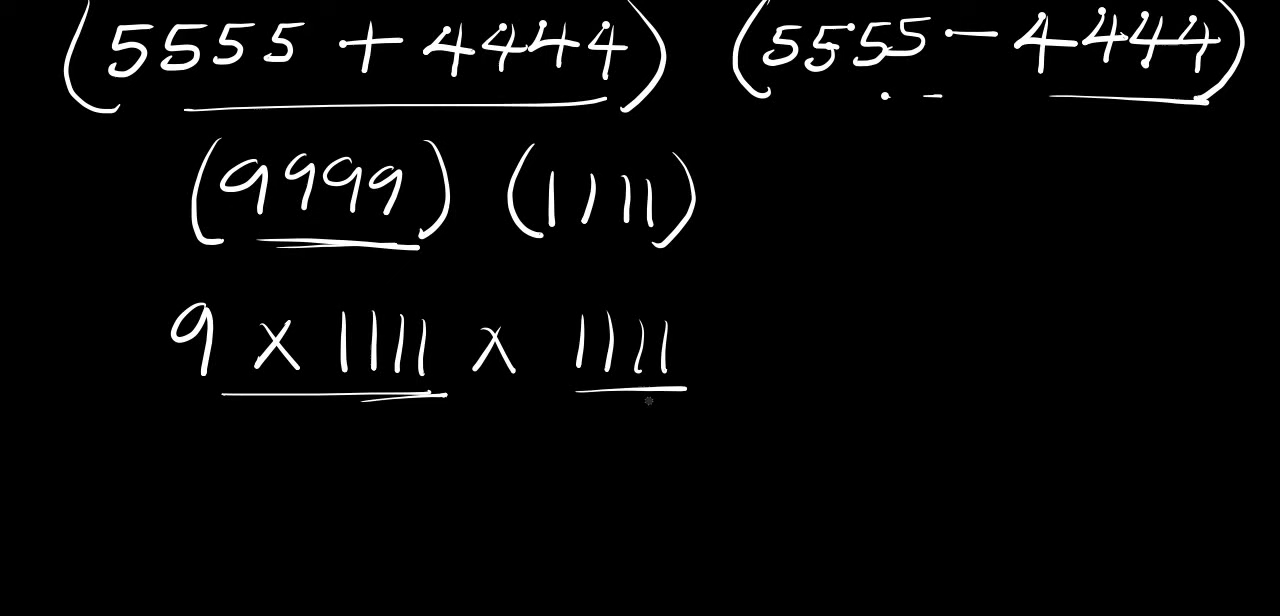 (5555 + 4444) (5555 - 4444)
(9999) (1111)
9 x 1111 x 1111